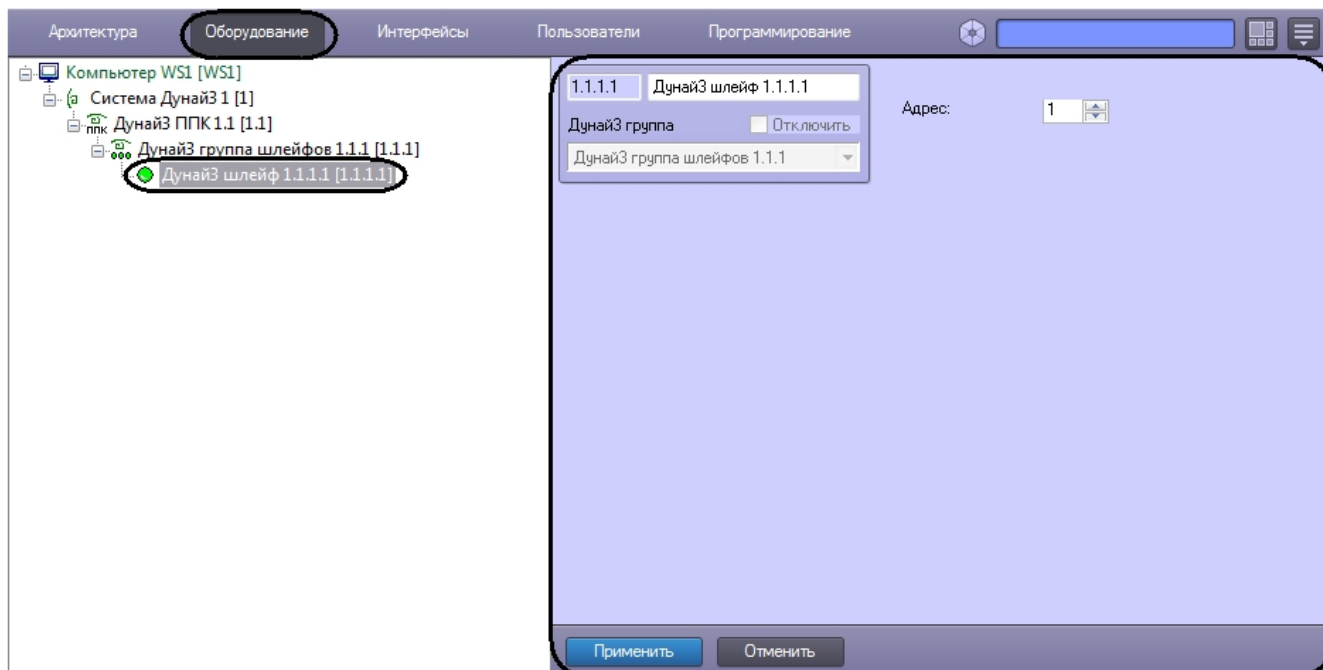 Архитектура Оборудование Интерфейсы Пользователи Программирование
Компьютер WS1 [WS1]
Система Дунай3 1 [1]
ппк Дунай3 ППК 1.1 [1.1]
Дунай3 группа шлейфов 1.1.1 [1.1.1]
Дунай3 шлейф 1.1.1.1 [1.1.1.1]
1.1.1.1 Дунай3 шлейф 1.1.1.1
Дунай3 группа Отключить
Дунай3 группа шлейфов 1.1.1
Адрес: 1
Применить Отменить